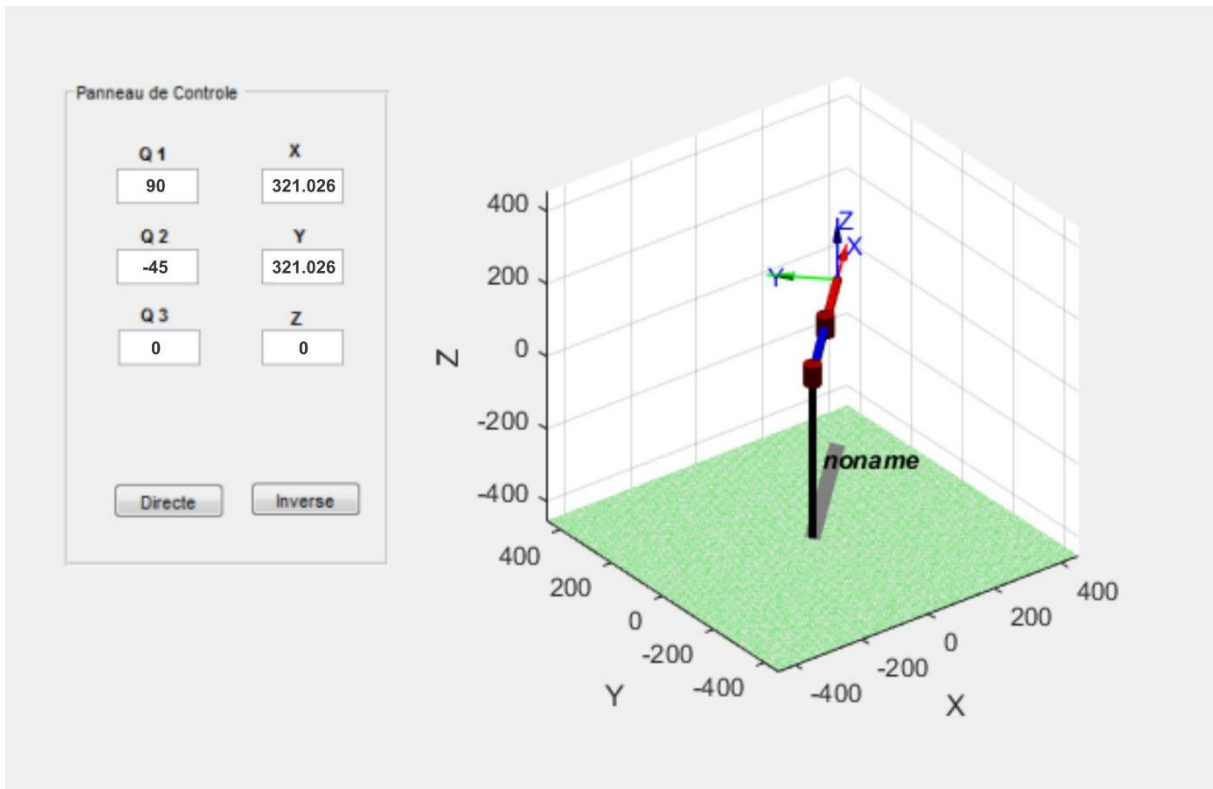 Panneau de Controle
Q 1 X
90 321.026
Q 2 Y
-45 321.026
Q 3 Z
0 0
Directe Inverse
400
200
0
-200
-400
Z
Z
X
Y
noname
400
200
0
-200
-400
Y
400
200
0
-200
-400
X